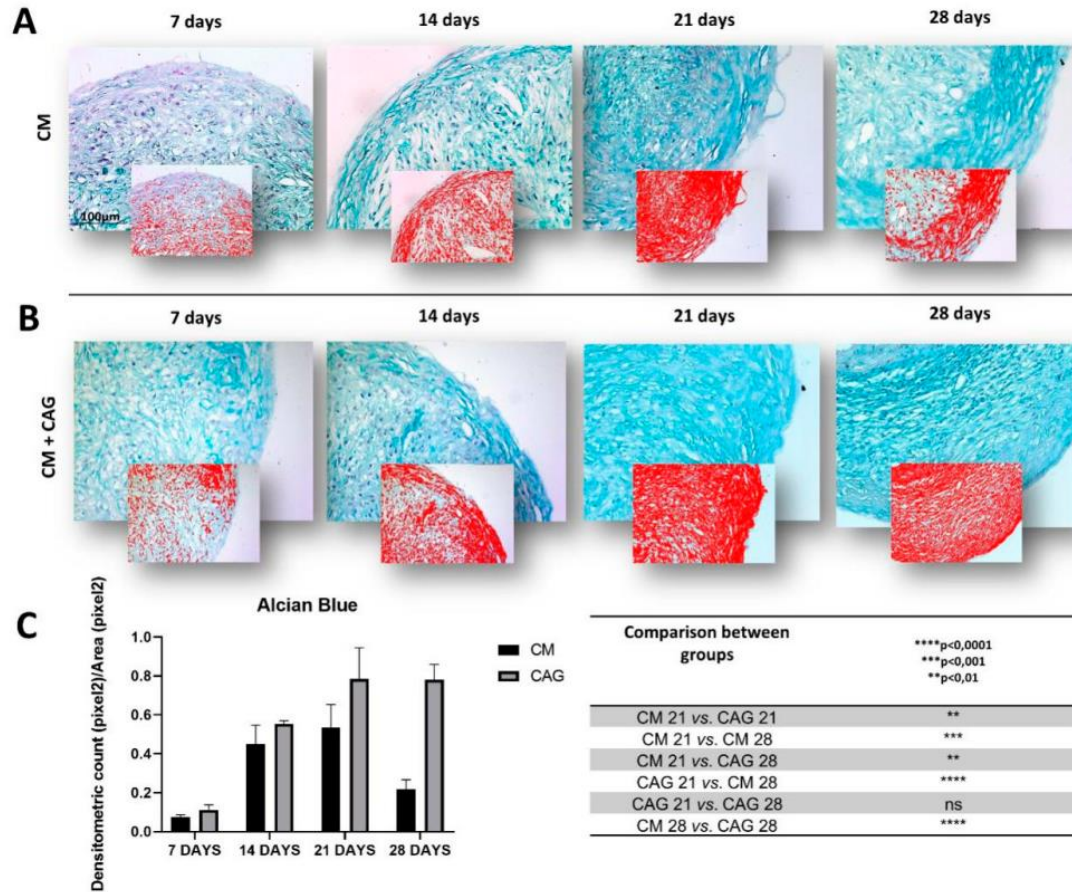 A
7 days
14 days
21 days
28 days
CM
100µm
B
7 days
14 days
21 days
28 days
CM + CAG
C
Alcian Blue
Densitometric count (pixel2)/Area (pixel2)
1.0
0.8
0.6
0.4
0.2
0.0
7 DAYS
14 DAYS
21 DAYS
28 DAYS
CM
CAG
Comparison between
groups
****p<0,0001
***p<0,001
**p<0,01
CM 21 vs. CAG 21 **
CM 21 vs. CM 28 ***
CM 21 vs. CAG 28 **
CAG 21 vs. CM 28 ****
CAG 21 vs. CAG 28 ns
CM 28 vs. CAG 28 ****